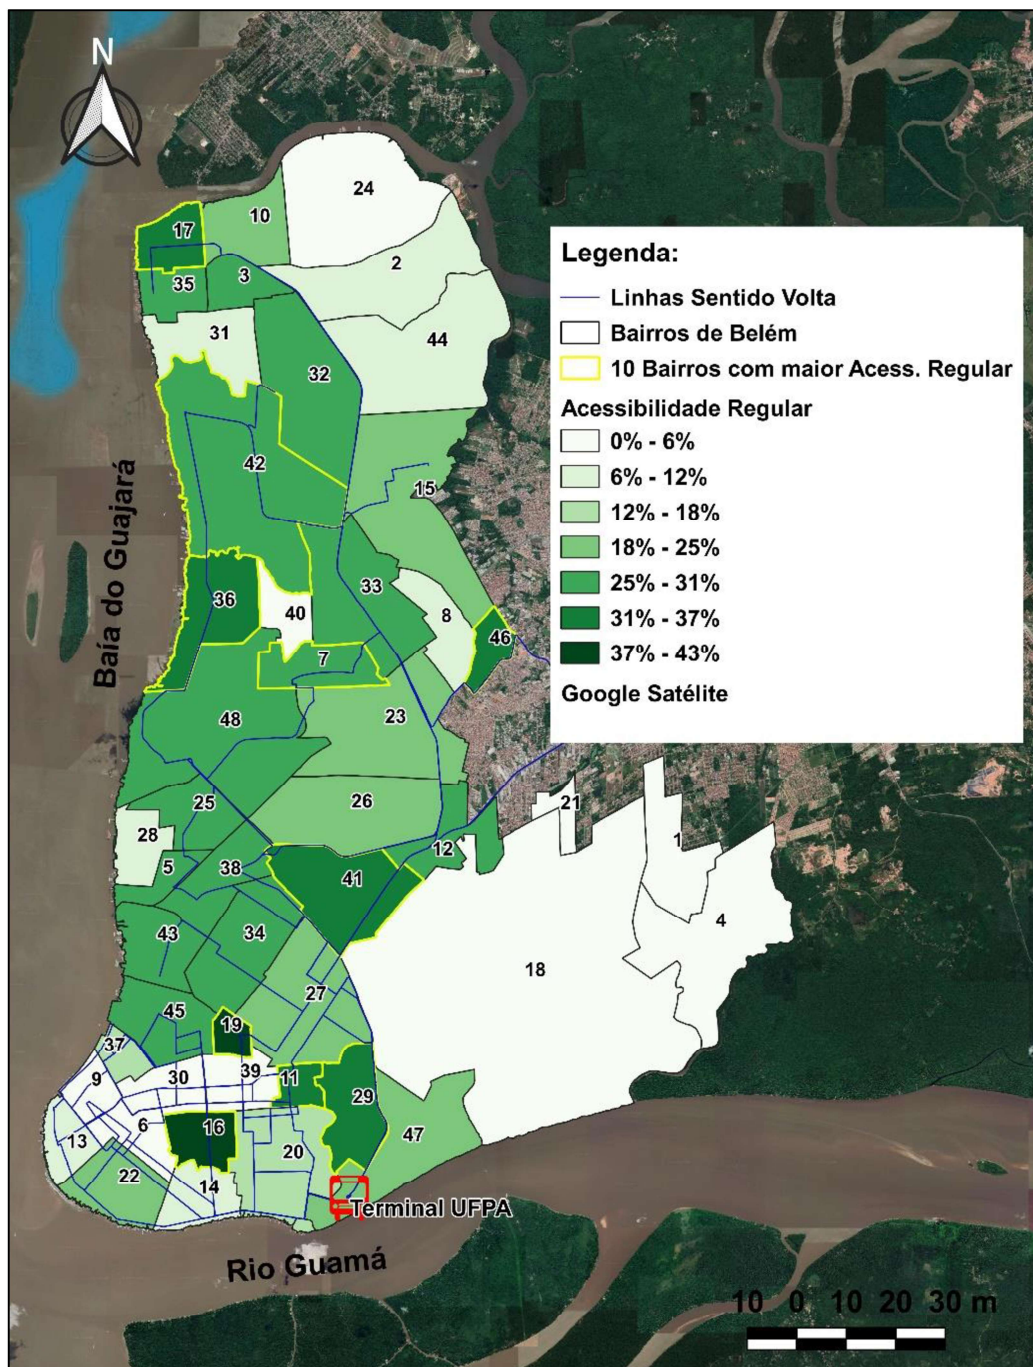 N
24
10
17
2
3
35
31
44
32
42
15
33
36
40
8
46
7
23
48
26
25
28
12
21
1
5
38
41
4
43
34
18
27
45
19
37
9
30
39
11
29
16
6
13
20
47
22
14
Terminal UFPA
Baía do Guajará
Rio Guamá
Legenda:
Linhas Sentido Volta
Bairros de Belém
10 Bairros com maior Acess. Regular
Acessibilidade Regular
0% - 6%
6% - 12%
12% - 18%
18% - 25%
25% - 31%
31% - 37%
37% - 43%
Google Satélite
10 0 10 20 30 m